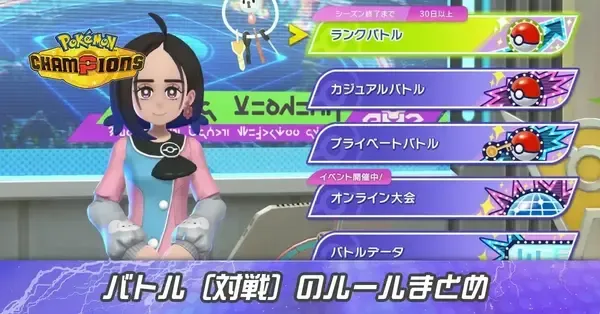 Pokémon
CHAMPIONS
シーズン終了まで 30日以上
ランクバトル
カジュアルバトル
プライベートバトル
イベント開催中!
オンライン大会
バトルデータ
バトル〔対戦〕のルールまとめ